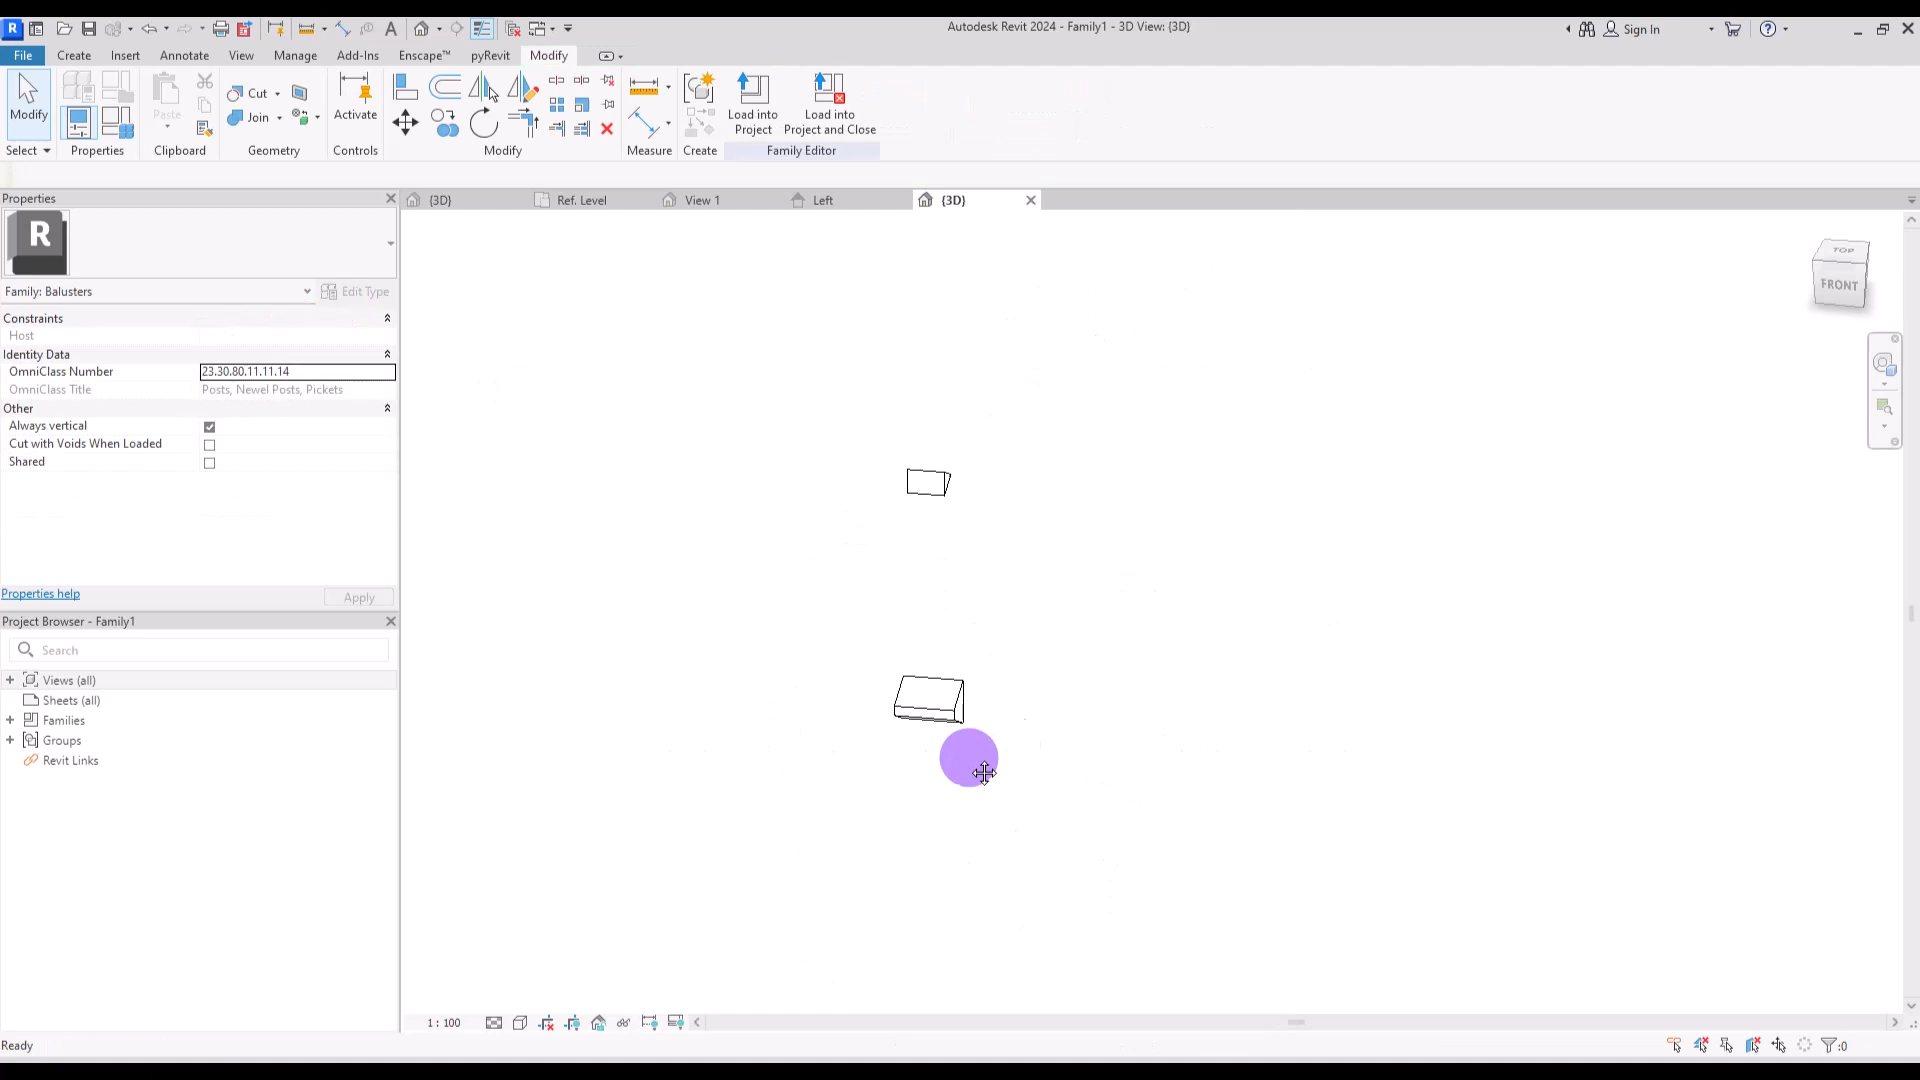 Autodesk Revit 2024 - Family1 - 3D View: {3D}
Sign In
File
Create
Insert
Annotate
View
Manage
Add-Ins
Enscape™
pyRevit
Modify
Modify
Select
Properties
Paste
Clipboard
Cut
Join
Geometry
Activate
Controls
Modify
Measure
Create
Load into
Project
Load into
Project and Close
Family Editor
Properties
{3D}
Ref. Level
View 1
Left
{3D}
R
Family: Balusters
Edit Type
Constraints
Host
Identity Data
OmniClass Number
23.30.80.11.11.14
OmniClass Title
Posts, Newel Posts, Pickets
Other
Always vertical
Cut with Voids When Loaded
Shared
Properties help
Apply
Project Browser - Family1
Search
Views (all)
Sheets (all)
Families
Groups
Revit Links
TOP
FRONT
1 : 100
Ready
:0